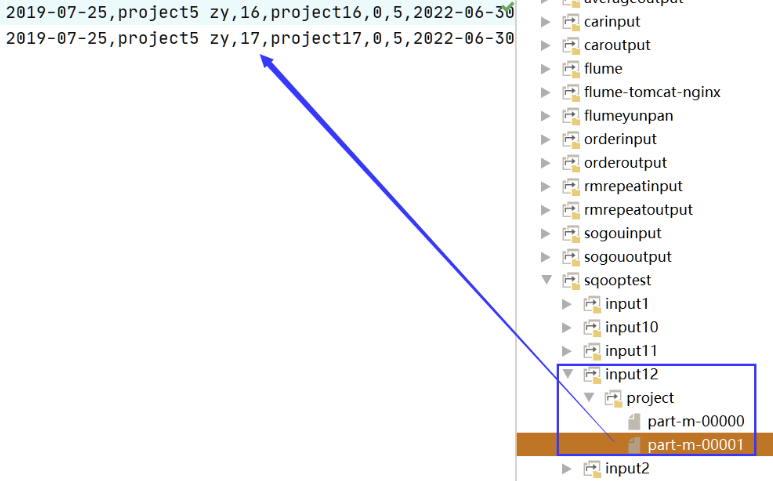 2019-07-25,project5 zy,16,project16,0,5,2022-06-30
2019-07-25,project5 zy,17,project17,0,5,2022-06-30
averageoutput
carinput
caroutput
flume
flume-tomcat-nginx
flumeyunpan
orderinput
orderoutput
rmrepeatinput
rmrepeatoutput
sogouinput
sogououtput
sqooptest
input1
input10
input11
input12
project
part-m-00000
part-m-00001
input2